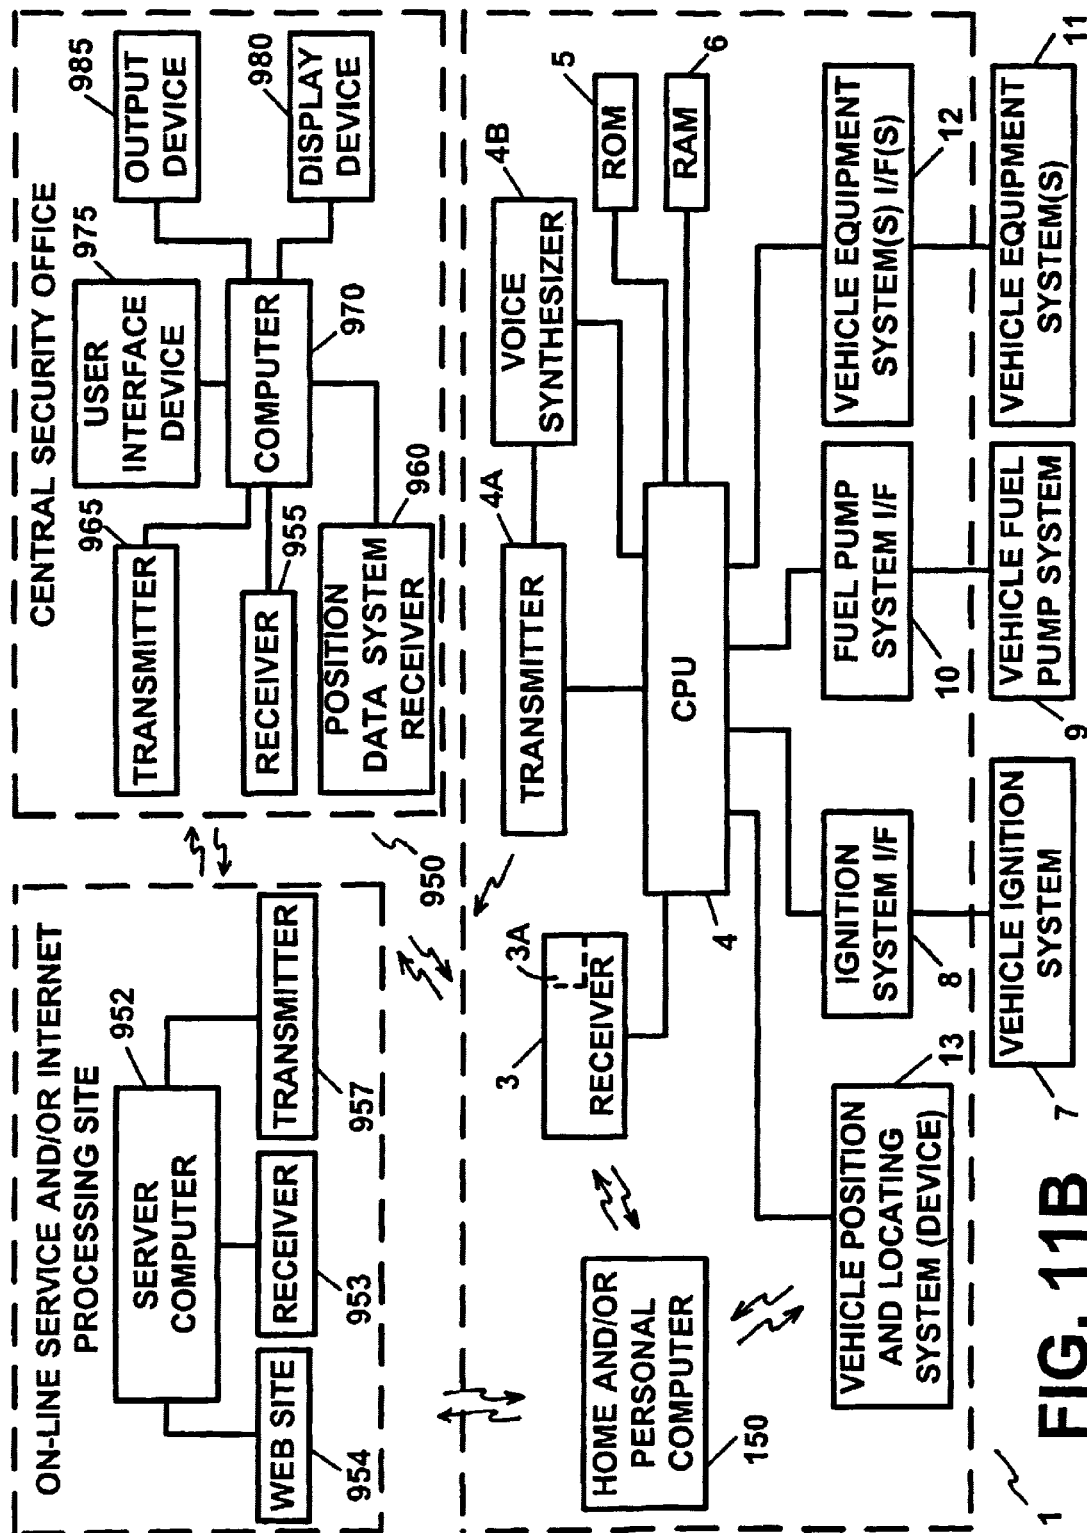 ON-LINE SERVICE AND/OR INTERNET
PROCESSING SITE
SERVER
COMPUTER
952
WEB SITE
954
RECEIVER
953
TRANSMITTER
957
CENTRAL SECURITY OFFICE
950
TRANSMITTER
965
RECEIVER
955
POSITION
DATA SYSTEM
RECEIVER
960
USER
INTERFACE
DEVICE
975
COMPUTER
970
OUTPUT
DEVICE
985
DISPLAY
DEVICE
980
HOME AND/OR
PERSONAL
COMPUTER
150
3
3A
RECEIVER
TRANSMITTER
4A
VOICE
SYNTHESIZER
4B
ROM
5
RAM
6
CPU
4
VEHICLE POSITION
AND LOCATING
SYSTEM (DEVICE)
13
IGNITION
SYSTEM I/F
8
FUEL PUMP
SYSTEM I/F
10
VEHICLE EQUIPMENT
SYSTEM(S) I/F(S)
12
VEHICLE IGNITION
SYSTEM
7
VEHICLE FUEL
PUMP SYSTEM
9
VEHICLE EQUIPMENT
SYSTEM(S)
11
1
FIG. 11B